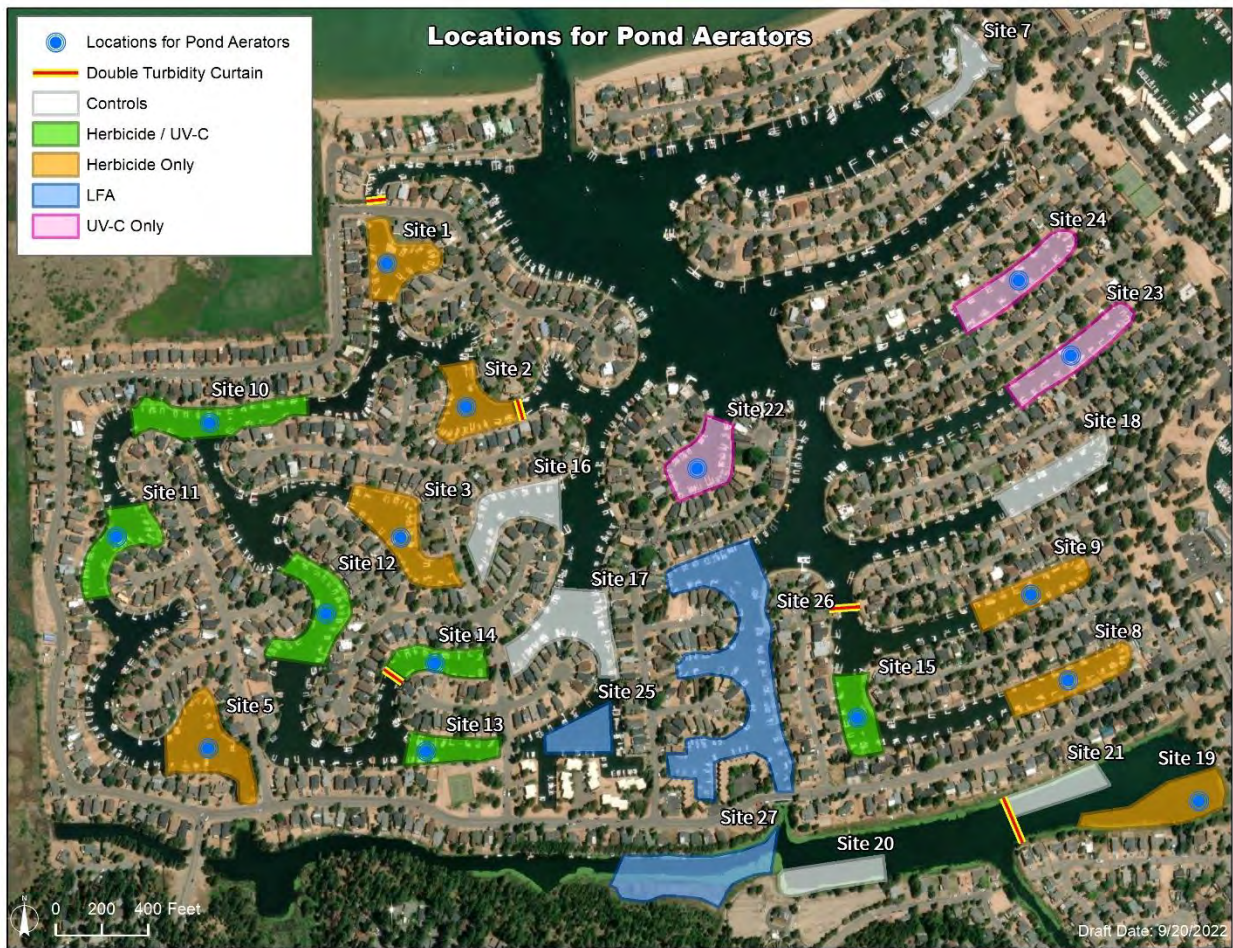 Locations for Pond Aerators
Locations for Pond Aerators
Double Turbidity Curtain
Controls
Herbicide / UV-C
Herbicide Only
LFA
UV-C Only
Site 7
Site 1
Site 24
Site 23
Site 2
Site 10
Site 22
Site 18
Site 16
Site 3
Site 11
Site 12
Site 9
Site 17
Site 26
Site 14
Site 8
Site 15
Site 25
Site 5
Site 13
Site 21
Site 19
Site 27
Site 20
N
0 200 400 Feet
Draft Date: 9/20/2022